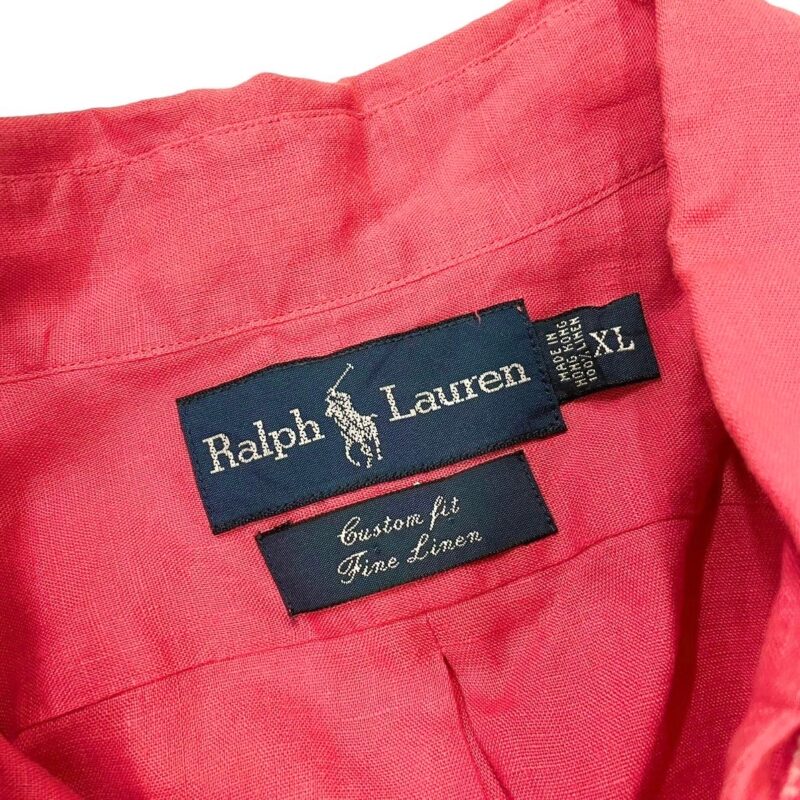 Ralph Lauren
MADE IN
HONG KONG
100% LINEN
XL
Custom fit
Fine Linen